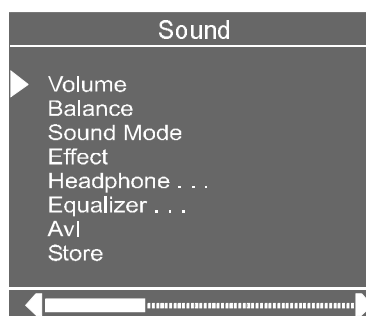 Sound
Volume
Balance
Sound Mode
Effect
Headphone . . .
Equalizer . . .
Avl
Store